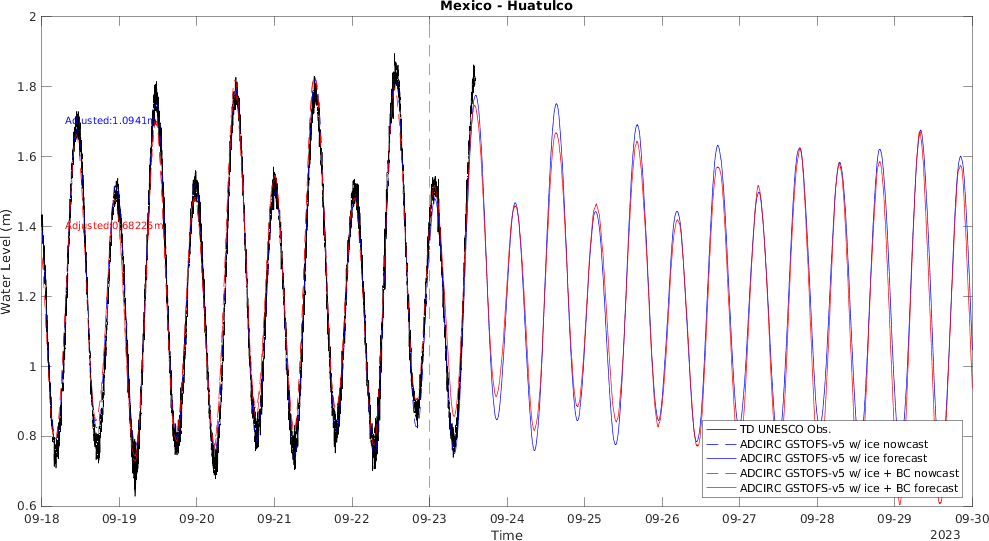 Mexico - Huatulco
2
1.8
1.6
1.4
1.2
1
0.8
0.6
Water Level (m)
Adjusted:1.0941m
Adjusted:0.68225m
TD UNESCO Obs.
ADCIRC GSTOFS-v5 w/ ice nowcast
ADCIRC GSTOFS-v5 w/ ice forecast
ADCIRC GSTOFS-v5 w/ ice + BC nowcast
ADCIRC GSTOFS-v5 w/ ice + BC forecast
09-18 09-19 09-20 09-21 09-22 09-23 09-24 09-25 09-26 09-27 09-28 09-29 09-30
Time
2023